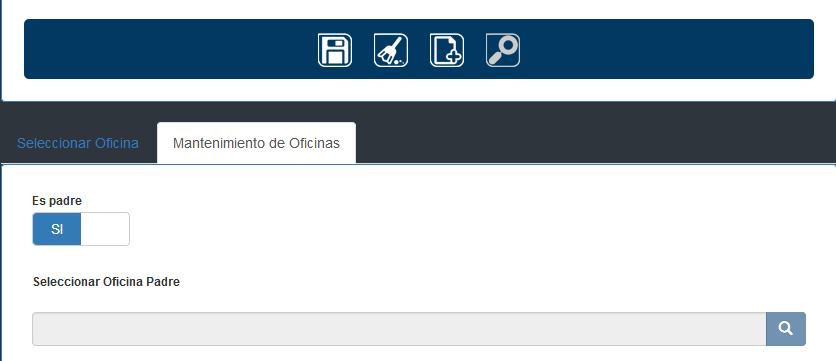 Seleccionar Oficina Mantenimiento de Oficinas
Es padre
SI
Seleccionar Oficina Padre